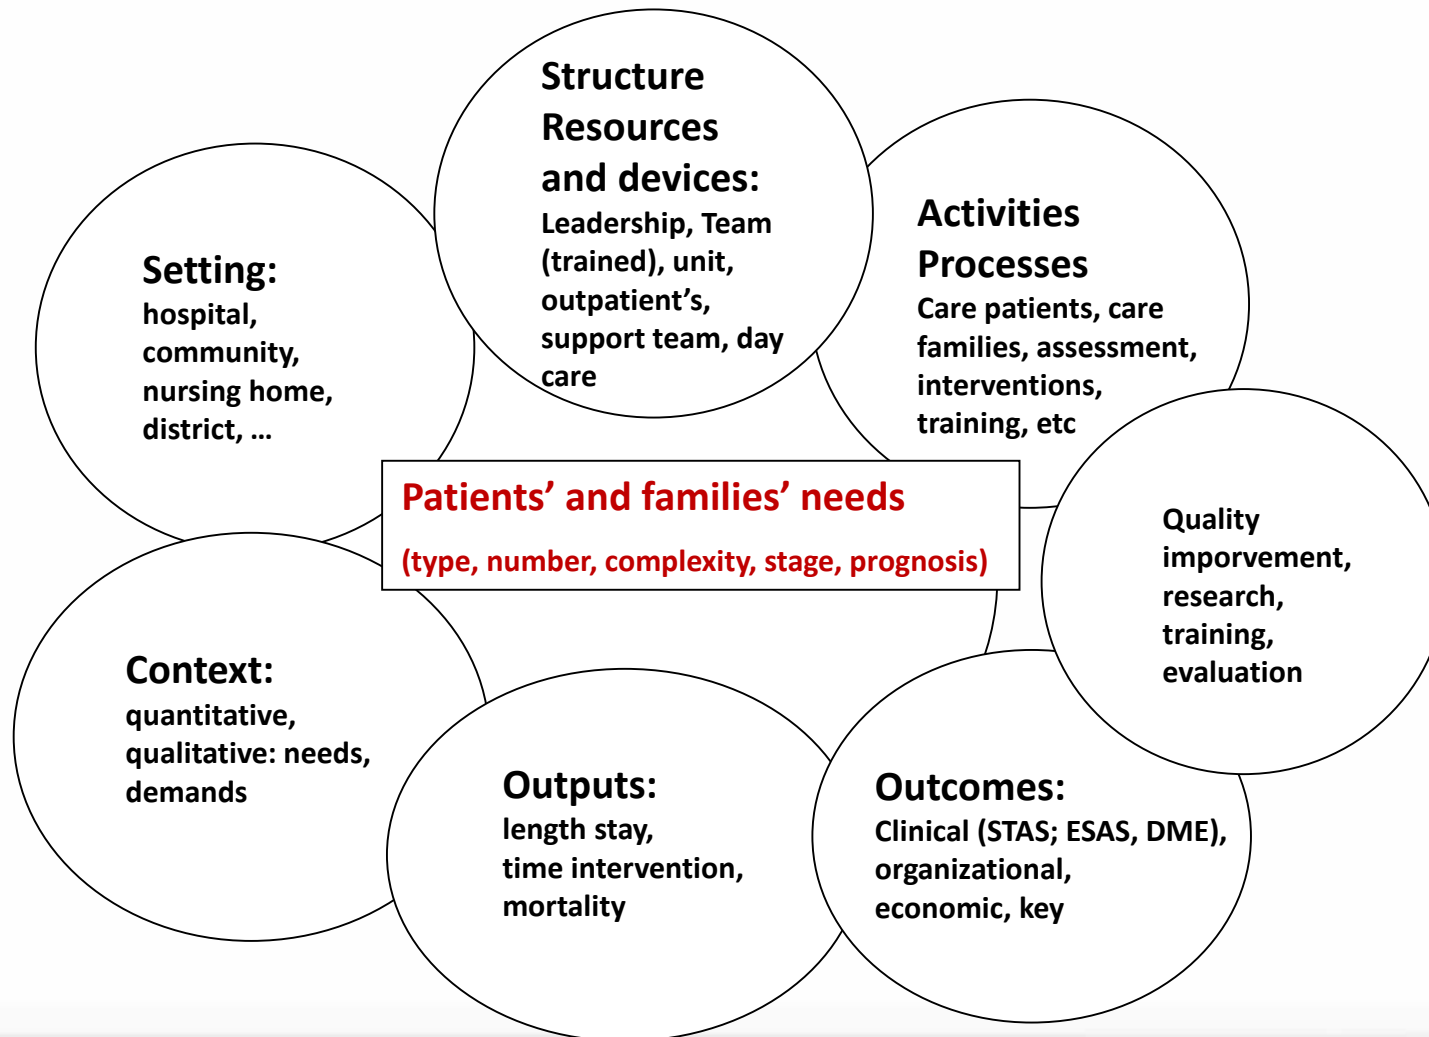 Structure
Resources
and devices:
Leadership, Team
(trained), unit,
outpatient’s,
support team, day
care
Activities
Processes
Care patients, care
families, assessment,
interventions,
training, etc
Setting:
hospital,
community,
nursing home,
district, ...
Patients’ and families’ needs
(type, number, complexity, stage, prognosis)
Quality
imporvement,
research,
training,
evaluation
Context:
quantitative,
qualitative: needs,
demands
Outputs:
length stay,
time intervention,
mortality
Outcomes:
Clinical (STAS; ESAS, DME),
organizational,
economic, key